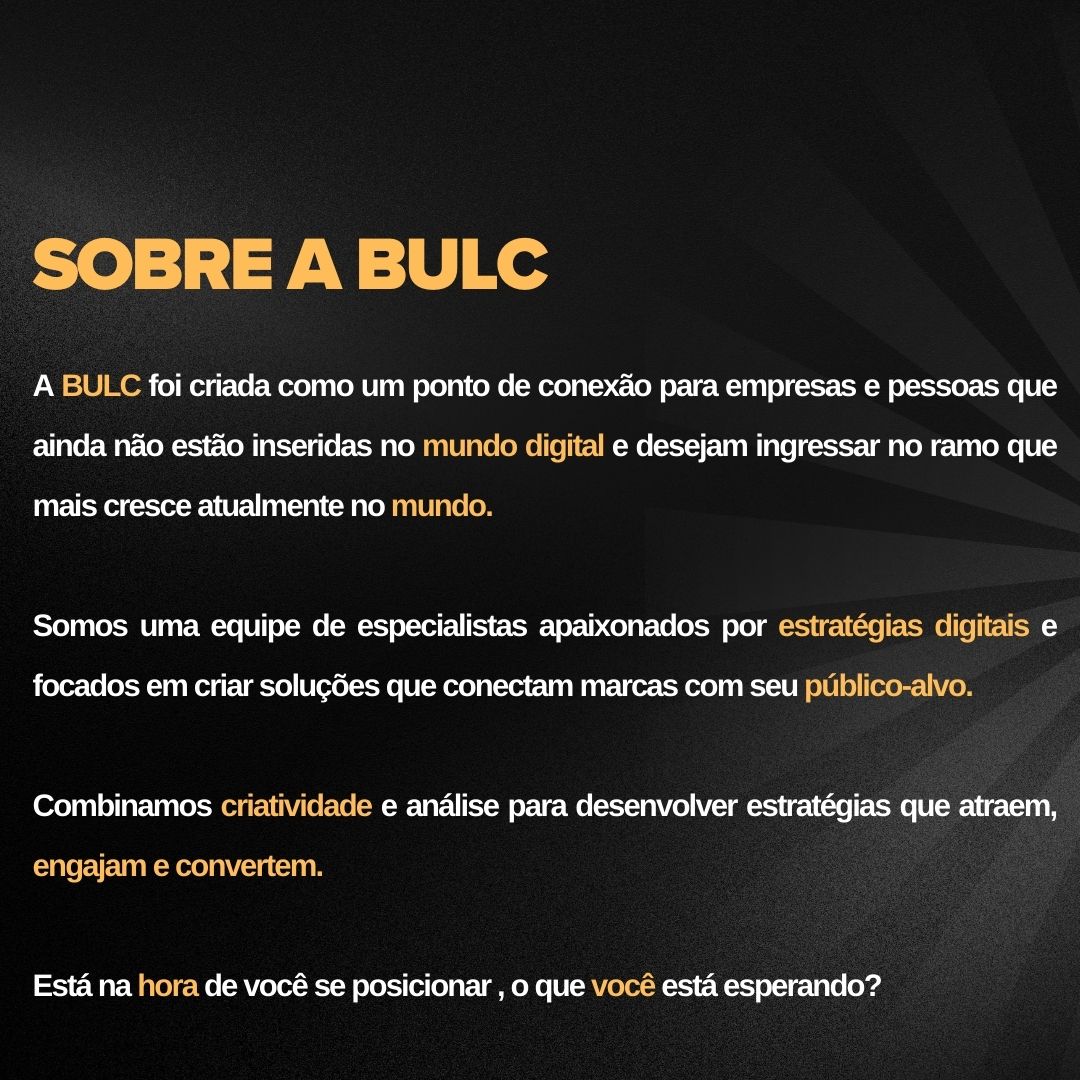 SOBRE A BULC
A BULC foi criada como um ponto de conexão para empresas e pessoas que
ainda não estão inseridas no mundo digital e desejam ingressar no ramo que
mais cresce atualmente no mundo.
Somos uma equipe de especialistas apaixonados por estratégias digitais e
focados em criar soluções que conectam marcas com seu público-alvo.
Combinamos criatividade e análise para desenvolver estratégias que atraem,
engajam e convertem.
Está na hora de você se posicionar , o que você está esperando?